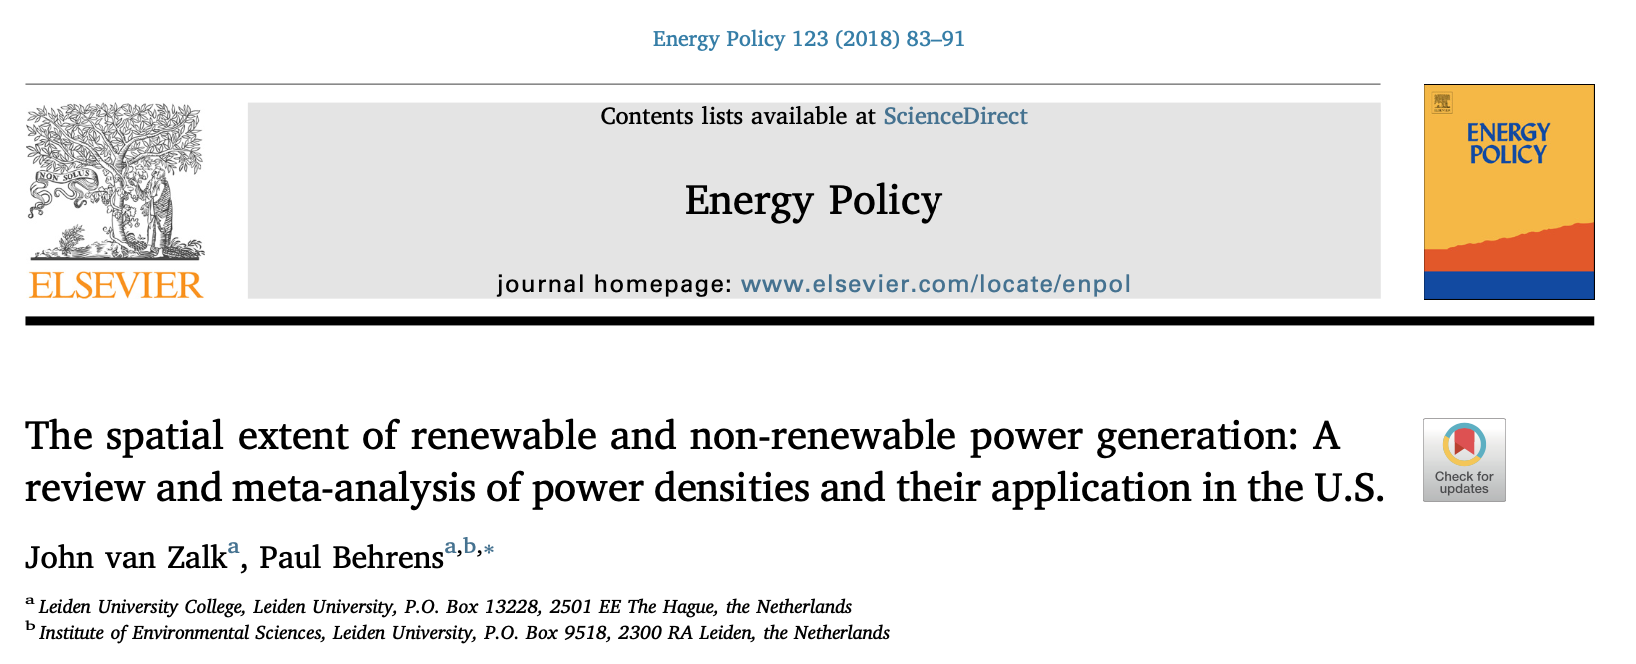 Energy Policy 123 (2018) 83–91
Contents lists available at ScienceDirect
Energy Policy
journal homepage: www.elsevier.com/locate/enpol
NON SOLUS
ELSEVIER
ENERGY
POLICY
The spatial extent of renewable and non-renewable power generation: A
review and meta-analysis of power densities and their application in the U.S.
Check for
updates
John van Zalkᵃ, Paul Behrensᵃ,ᵇ,*
ᵃ Leiden University College, Leiden University, P.O. Box 13228, 2501 EE The Hague, the Netherlands
ᵇ Institute of Environmental Sciences, Leiden University, P.O. Box 9518, 2300 RA Leiden, the Netherlands